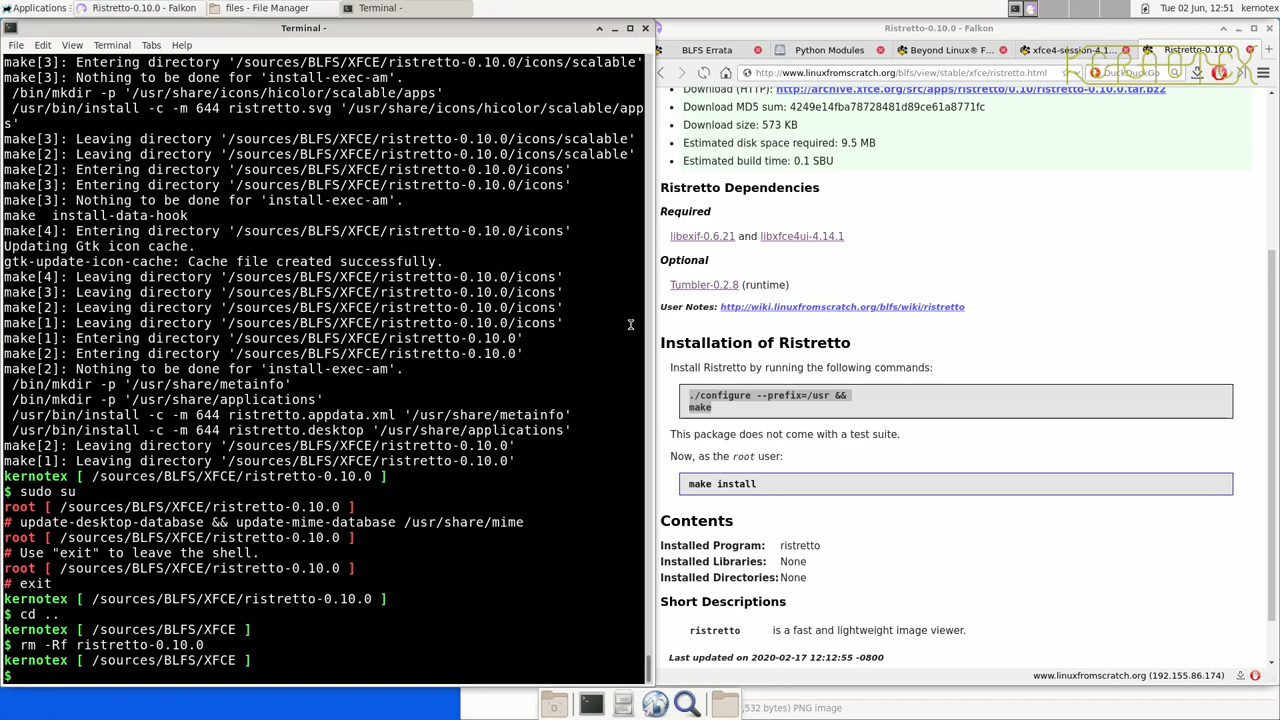 Applications
Ristretto-0.10.0 - Falkon
files - File Manager
Terminal -
Tue 02 Jun, 12:51
kernotex
Terminal -
File Edit View Terminal Tabs Help
make[3]: Entering directory '/sources/BLFS/XFCE/ristretto-0.10.0/icons/scalable'
make[3]: Nothing to be done for 'install-exec-am'.
/bin/mkdir -p '/usr/share/icons/hicolor/scalable/apps'
/usr/bin/install -c -m 644 ristretto.svg '/usr/share/icons/hicolor/scalable/app
s'
make[3]: Leaving directory '/sources/BLFS/XFCE/ristretto-0.10.0/icons/scalable'
make[2]: Leaving directory '/sources/BLFS/XFCE/ristretto-0.10.0/icons/scalable'
make[2]: Entering directory '/sources/BLFS/XFCE/ristretto-0.10.0/icons'
make[3]: Entering directory '/sources/BLFS/XFCE/ristretto-0.10.0/icons'
make[3]: Nothing to be done for 'install-exec-am'.
make  install-data-hook
make[4]: Entering directory '/sources/BLFS/XFCE/ristretto-0.10.0/icons'
Updating Gtk icon cache.
gtk-update-icon-cache: Cache file created successfully.
make[4]: Leaving directory '/sources/BLFS/XFCE/ristretto-0.10.0/icons'
make[3]: Leaving directory '/sources/BLFS/XFCE/ristretto-0.10.0/icons'
make[2]: Leaving directory '/sources/BLFS/XFCE/ristretto-0.10.0/icons'
make[1]: Leaving directory '/sources/BLFS/XFCE/ristretto-0.10.0/icons'
make[1]: Entering directory '/sources/BLFS/XFCE/ristretto-0.10.0'
make[2]: Entering directory '/sources/BLFS/XFCE/ristretto-0.10.0'
make[2]: Nothing to be done for 'install-exec-am'.
/bin/mkdir -p '/usr/share/metainfo'
/bin/mkdir -p '/usr/share/applications'
/usr/bin/install -c -m 644 ristretto.appdata.xml '/usr/share/metainfo'
/usr/bin/install -c -m 644 ristretto.desktop '/usr/share/applications'
make[2]: Leaving directory '/sources/BLFS/XFCE/ristretto-0.10.0'
make[1]: Leaving directory '/sources/BLFS/XFCE/ristretto-0.10.0'
kernotex [ /sources/BLFS/XFCE/ristretto-0.10.0 ]
$ sudo su
root [ /sources/BLFS/XFCE/ristretto-0.10.0 ]
# update-desktop-database && update-mime-database /usr/share/mime
root [ /sources/BLFS/XFCE/ristretto-0.10.0 ]
# Use "exit" to leave the shell.
root [ /sources/BLFS/XFCE/ristretto-0.10.0 ]
# exit
kernotex [ /sources/BLFS/XFCE/ristretto-0.10.0 ]
$ cd ..
kernotex [ /sources/BLFS/XFCE ]
$ rm -Rf ristretto-0.10.0
kernotex [ /sources/BLFS/XFCE ]
$
Ristretto-0.10.0 - Falkon
BLFS Errata
Python Modules
Beyond Linux® F...
xfce4-session-4.1...
Ristretto-0.10.0
http://www.linuxfromscratch.org/blfs/view/stable/xfce/ristretto.html
DuckDuckGo
Download (HTTP): http://archive.xfce.org/src/apps/ristretto/0.10/ristretto-0.10.0.tar.bz2
Download MD5 sum: 4249e14fba78728481d89ce61a8771fc
Download size: 573 KB
Estimated disk space required: 9.5 MB
Estimated build time: 0.1 SBU
Ristretto Dependencies
Required
libexif-0.6.21 and libxfce4ui-4.14.1
Optional
Tumbler-0.2.8 (runtime)
User Notes: http://wiki.linuxfromscratch.org/blfs/wiki/ristretto
Installation of Ristretto
Install Ristretto by running the following commands:
./configure --prefix=/usr &&
make
This package does not come with a test suite.
Now, as the root user:
make install
Contents
Installed Program: ristretto
Installed Libraries: None
Installed Directories: None
Short Descriptions
ristretto is a fast and lightweight image viewer.
Last updated on 2020-02-17 12:12:55 -0800
www.linuxfromscratch.org (192.155.86.174)
,532 bytes) PNG image